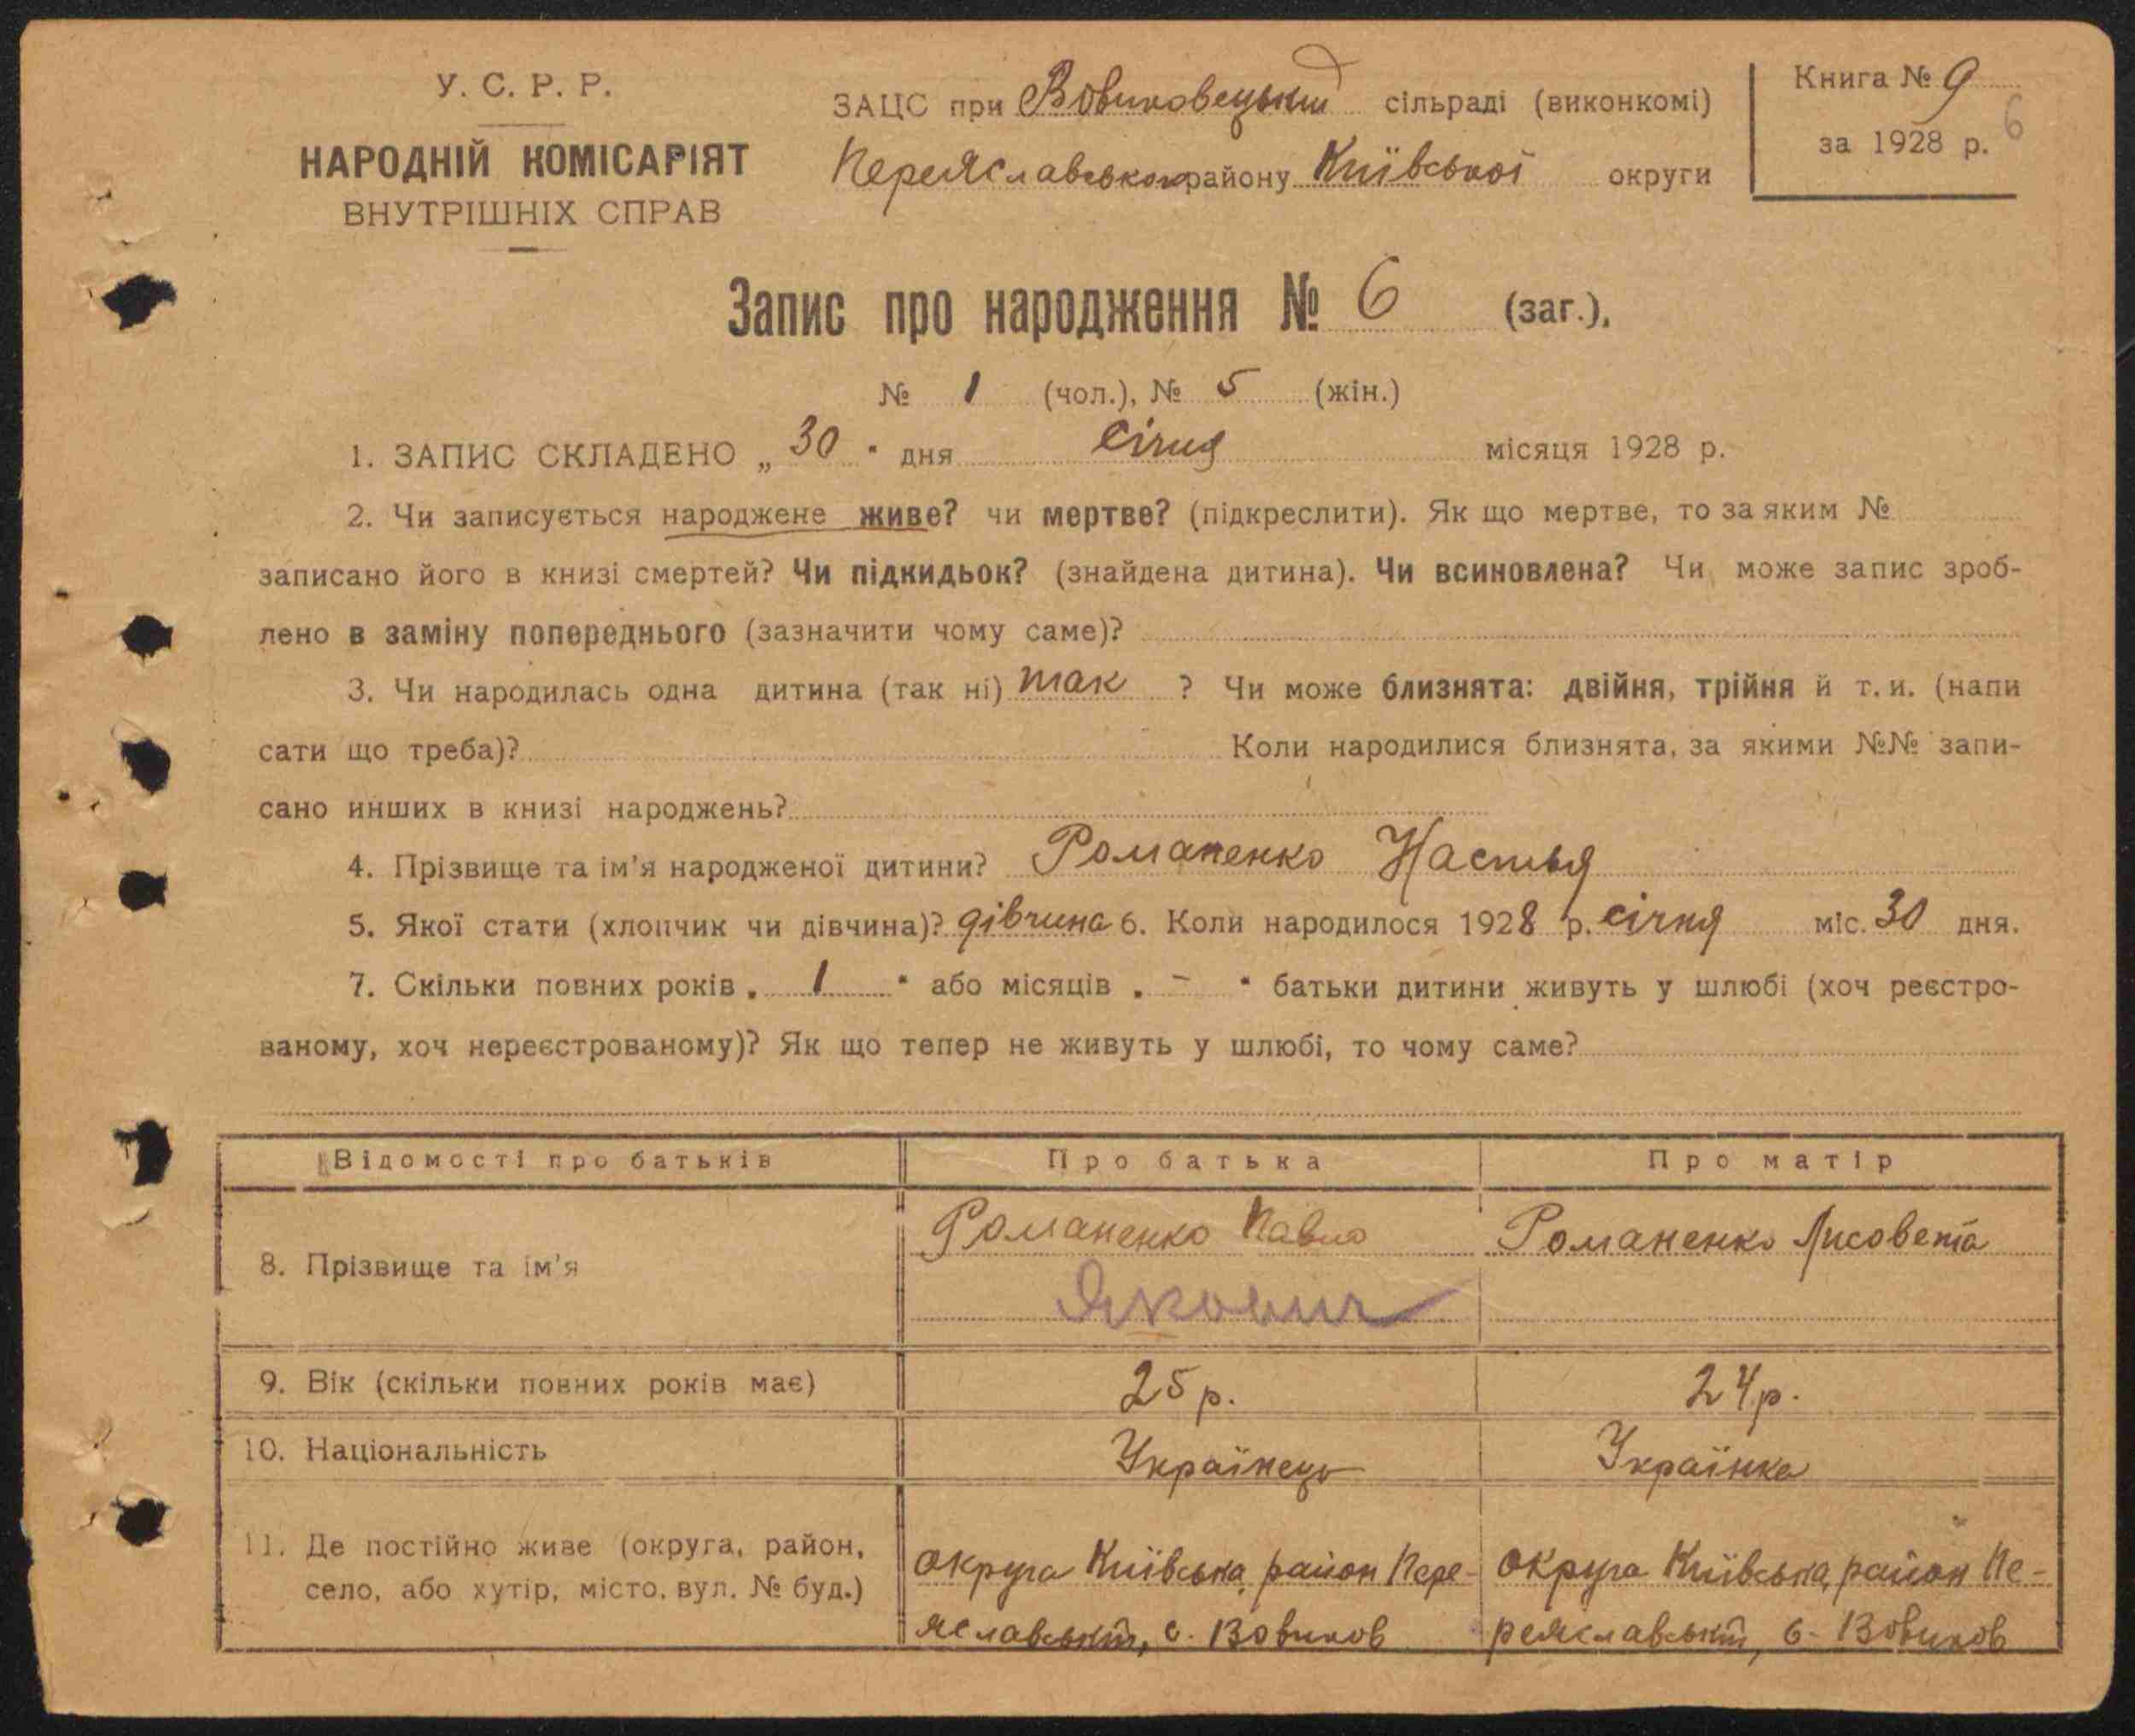 У. С. Р. Р.
НАРОДНІЙ КОМІСАРІЯТ
ВНУТРІШНІХ СПРАВ
ЗАЦС при Вовчковецькій сільраді (виконкомі)
Переяславського району Київської округи
Книга № 9
за 1928 р.
6
Запис про народження № 6 (заг.),
№ 1 (чол.), № 5 (жін.)
1. ЗАПИС СКЛАДЕНО „ 30 " дня Січня місяця 1928 р.
2. Чи записується народжене живе? чи мертве? (підкреслити). Як що мертве, то за яким №
записано його в книзі смертей? Чи підкидьок? (знайдена дитина). Чи всиновлена? Чи може запис зроб-
лено в заміну попереднього (зазначити чому саме)?
3. Чи народилась одна дитина (так ні) так ? Чи може близнята: двійня, трійня й т. и. (напи
сати що треба)? Коли народилися близнята, за якими №№ запи-
сано инших в книзі народжень?
4. Прізвище та ім'я народженої дитини? Романенко Настья
5. Якої стати (хлопчик чи дівчина)? дівчина 6. Коли народилося 1928 р. січня міс. 30 дня.
7. Скільки повних років „ 1 " або місяців „ - " батьки дитини живуть у шлюбі (хоч реєстро-
ваному, хоч нереєстрованому)? Як що тепер не живуть у шлюбі, то чому саме?
Відомості про батьків Про батька Про матір
8. Прізвище та ім'я Романенко Павло Романенко Лисовета
Якович
9. Вік (скільки повних років має) 25 р. 24 р.
10. Національність Українець Українка
11. Де постійно живе (округа, район, село, або хутір, місто, вул. № буд.)
округа Київська, район Пере-
яславський, с. Вовчков
округа Київська, район Пе-
реяславський, с. Вовчков